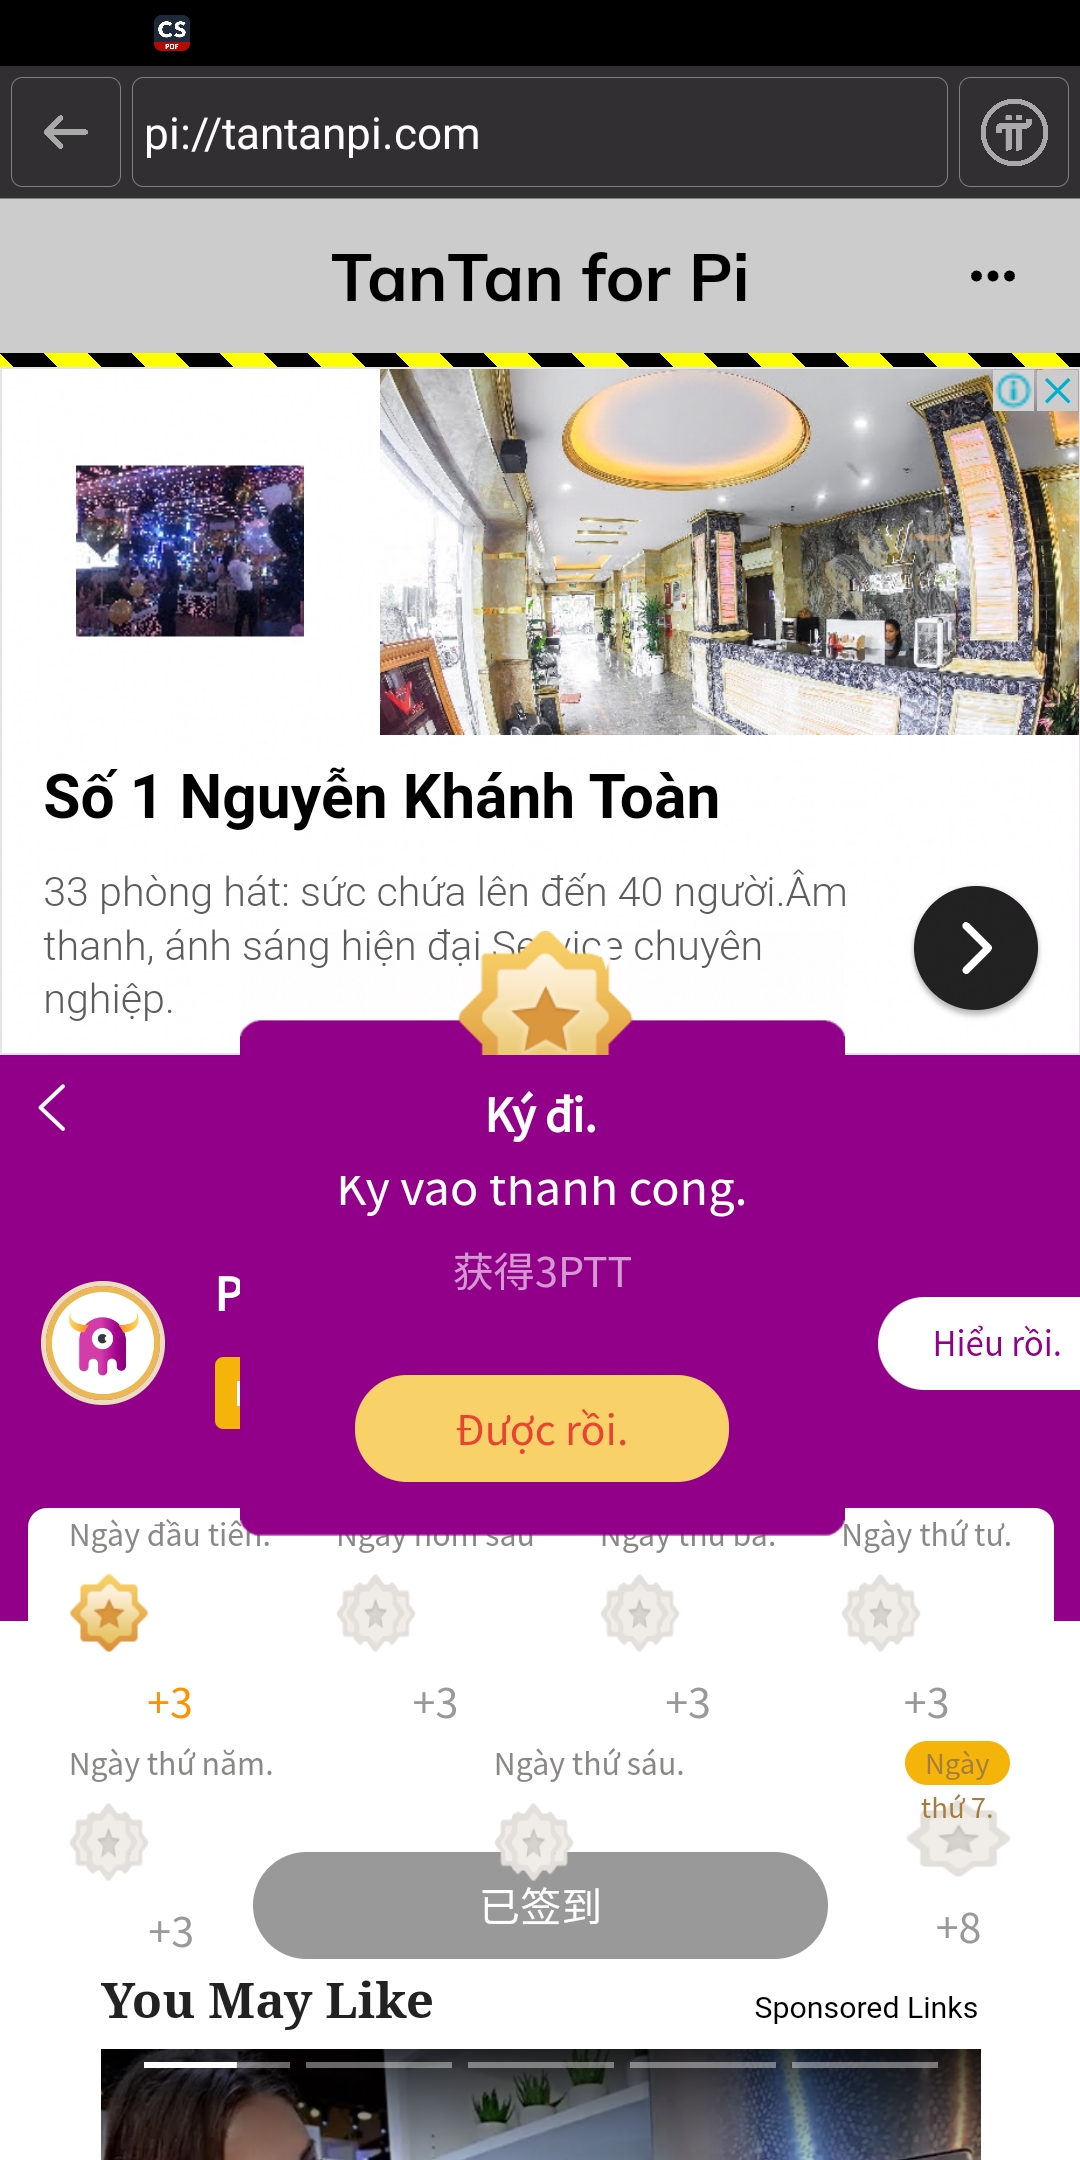 CS
PDF
pi://tantanpi.com
TanTan for Pi
Số 1 Nguyễn Khánh Toàn
33 phòng hát: sức chứa lên đến 40 người.Âm
thanh, ánh sáng hiện đại chuyên
nghiệp.
Ký đi.
Ky vao thanh cong.
获得3PTT
P
Hiểu rồi.
Được rồi.
Ngày đầu tiên.
Ngày hôm sau
Ngày thứ ba.
Ngày thứ tư.
+3
+3
+3
+3
Ngày thứ năm.
Ngày thứ sáu.
Ngày
thứ 7.
已签到
+3
+8
You May Like
Sponsored Links